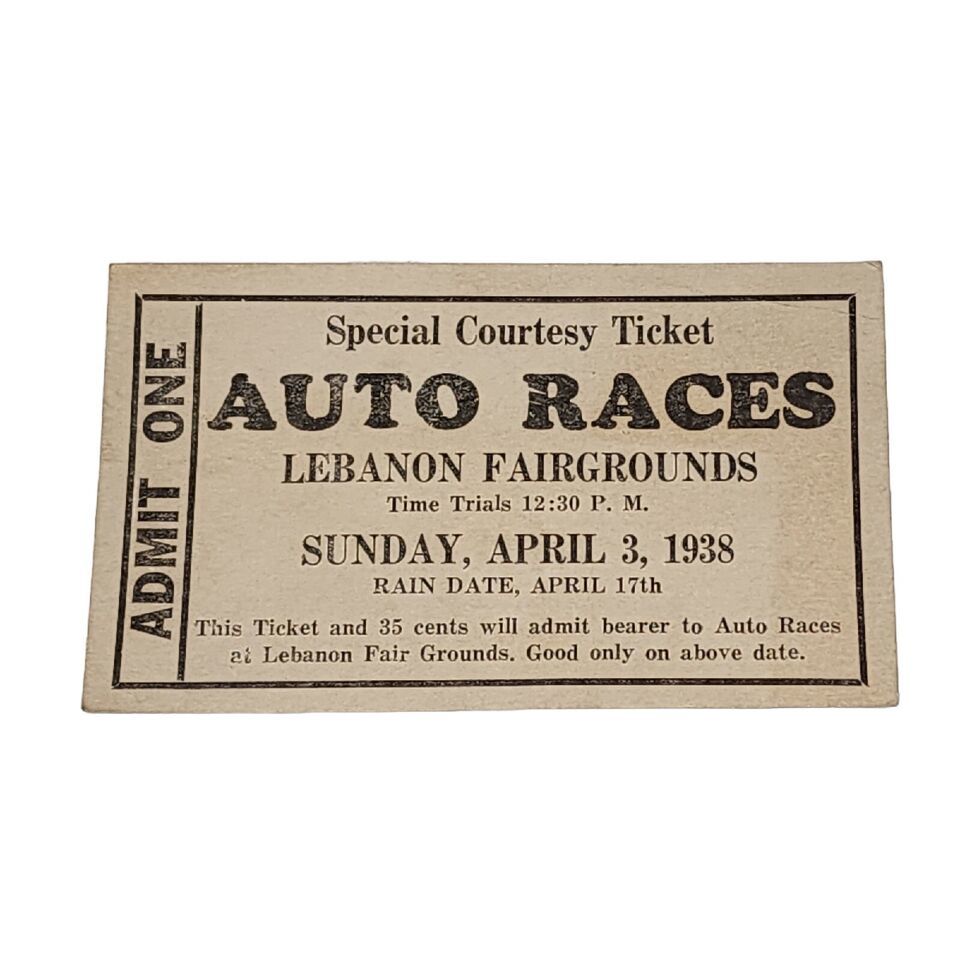 ADMIT ONE
Special Courtesy Ticket
AUTO RACES
LEBANON FAIRGROUNDS
Time Trials 12:30 P. M.
SUNDAY, APRIL 3, 1938
RAIN DATE, APRIL 17th
This Ticket and 35 cents will admit bearer to Auto Races
at Lebanon Fair Grounds. Good only on above date.